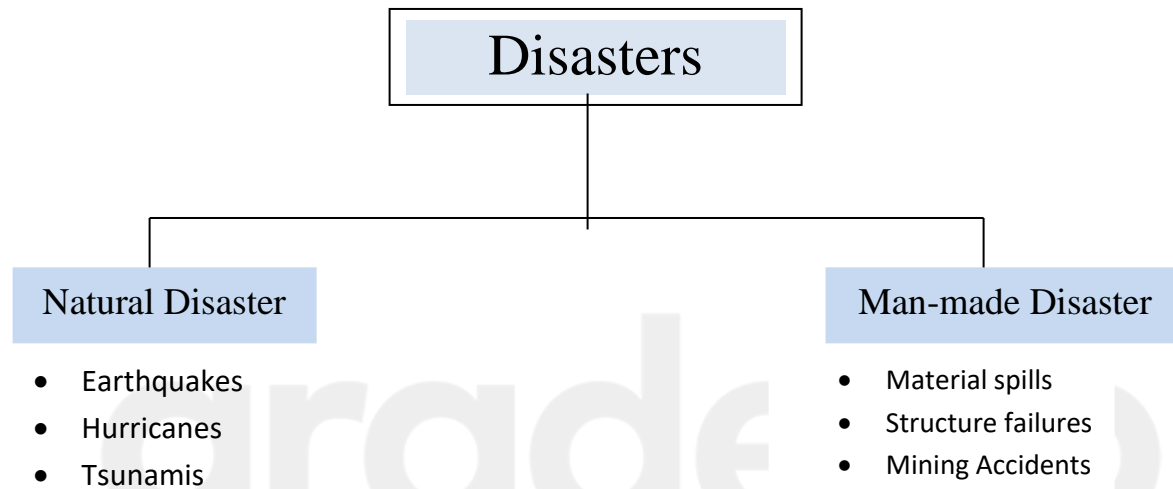 Disasters
Natural Disaster
• Earthquakes
• Hurricanes
• Tsunamis
Man-made Disaster
• Material spills
• Structure failures
• Mining Accidents